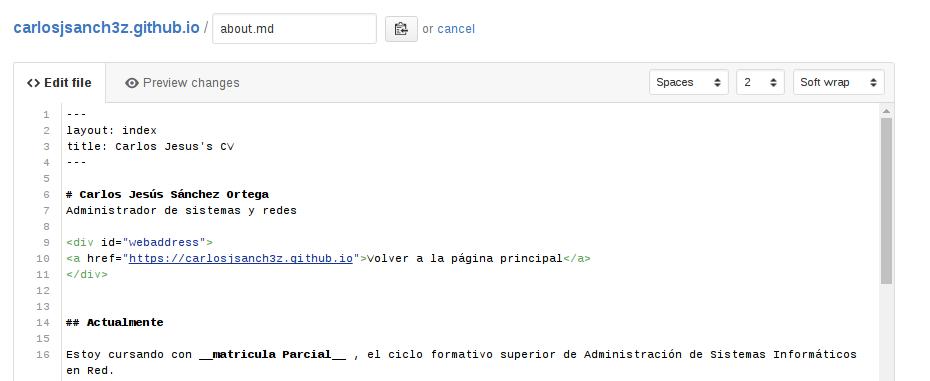 carlosjsanch3z.github.io / about.md or cancel
<> Edit file Preview changes Spaces 2 Soft wrap
1 ---
2 layout: index
3 title: Carlos Jesus's CV
4 ---
5
6 # Carlos Jesús Sánchez Ortega
7 Administrador de sistemas y redes
8
9 <div id="webaddress">
10 <a href="https://carlosjsanch3z.github.io">Volver a la página principal</a>
11 </div>
12
13
14 ## Actualmente
15
16 Estoy cursando con __matricula Parcial__ , el ciclo formativo superior de Administración de Sistemas Informáticos
en Red.